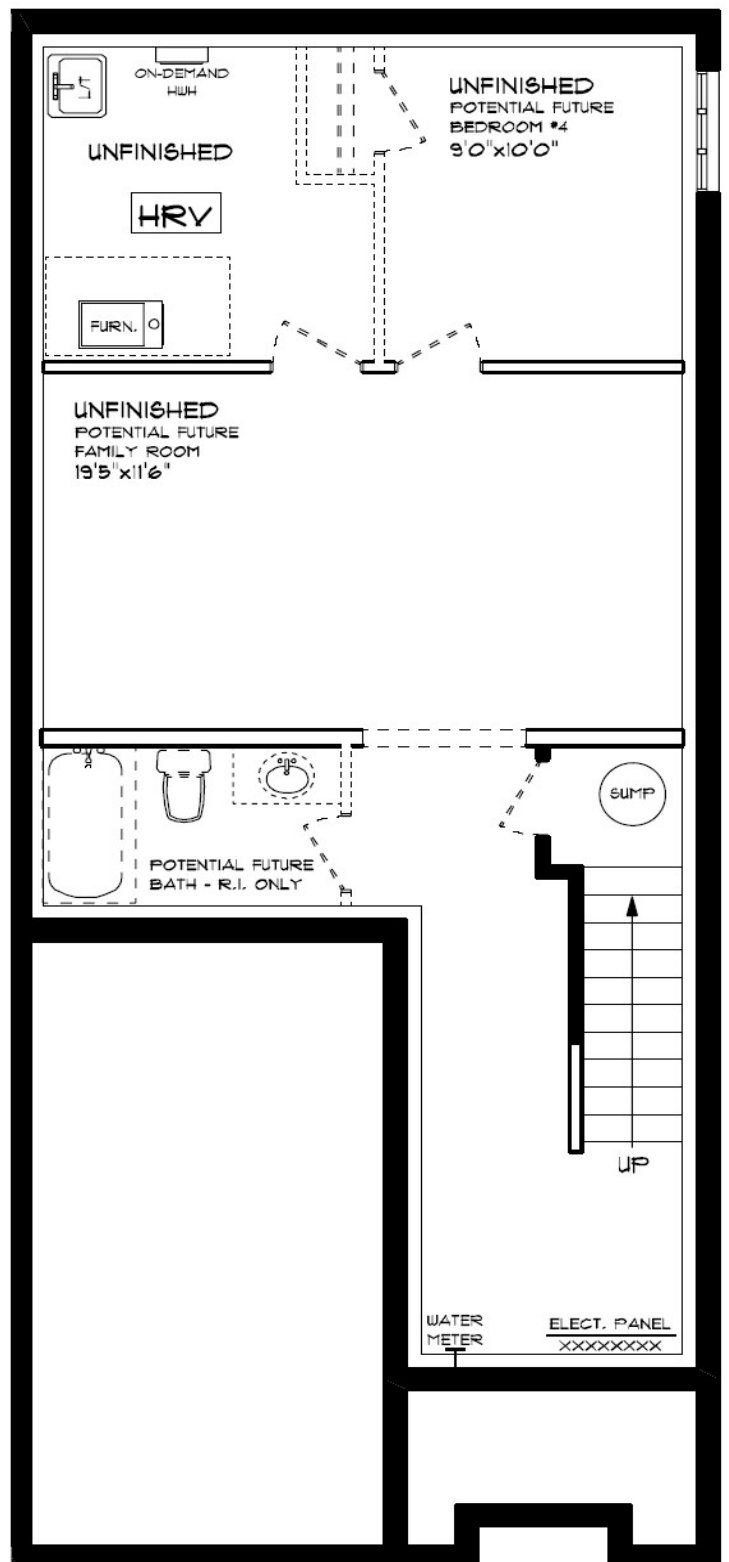 ON-DEMAND
HWH
LT
UNFINISHED
POTENTIAL FUTURE
BEDROOM #4
9'0"x10'0"
UNFINISHED
HRV
FURN.
UNFINISHED
POTENTIAL FUTURE
FAMILY ROOM
19'5"x11'6"
SUMP
POTENTIAL FUTURE
BATH - R.I. ONLY
UP
WATER
METER
ELECT. PANEL
XXXXXXXX